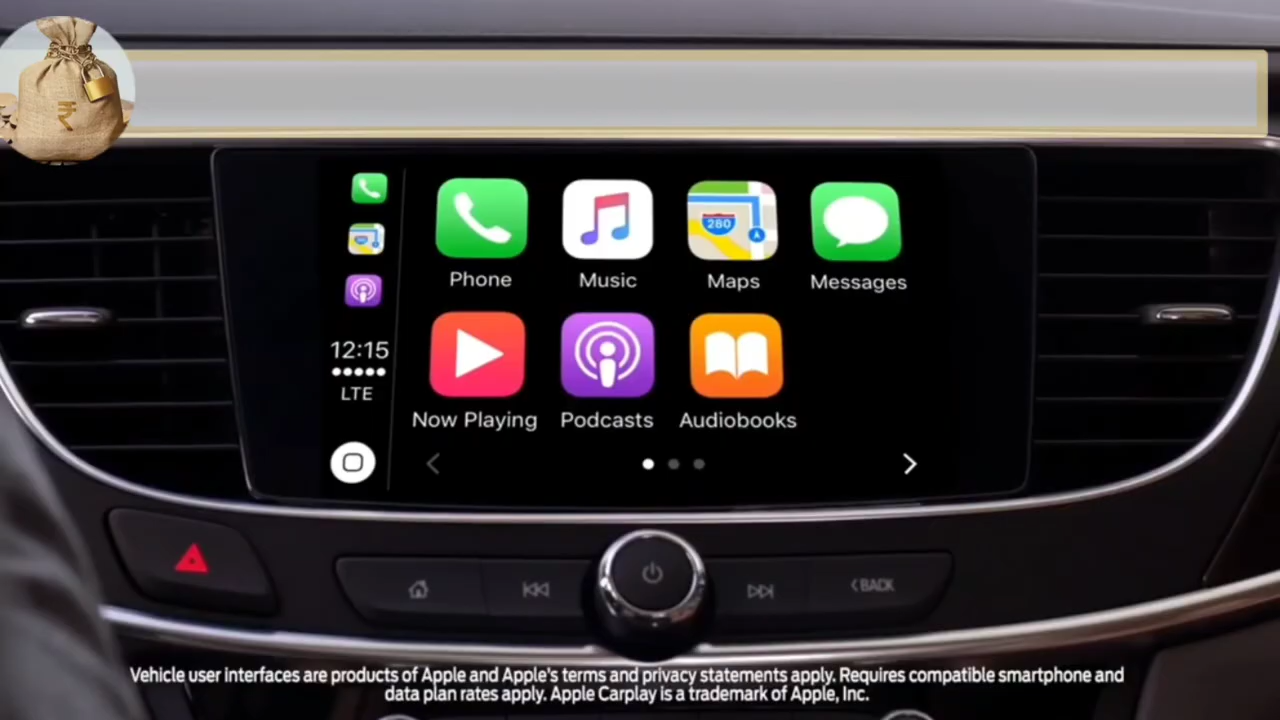 ₹
280
Phone
Music
Maps
Messages
12:15
LTE
Now Playing
Podcasts
Audiobooks
<BACK
Vehicle user interfaces are products of Apple and Apple's terms and privacy statements apply. Requires compatible smartphone and
data plan rates apply. Apple Carplay is a trademark of Apple, Inc.